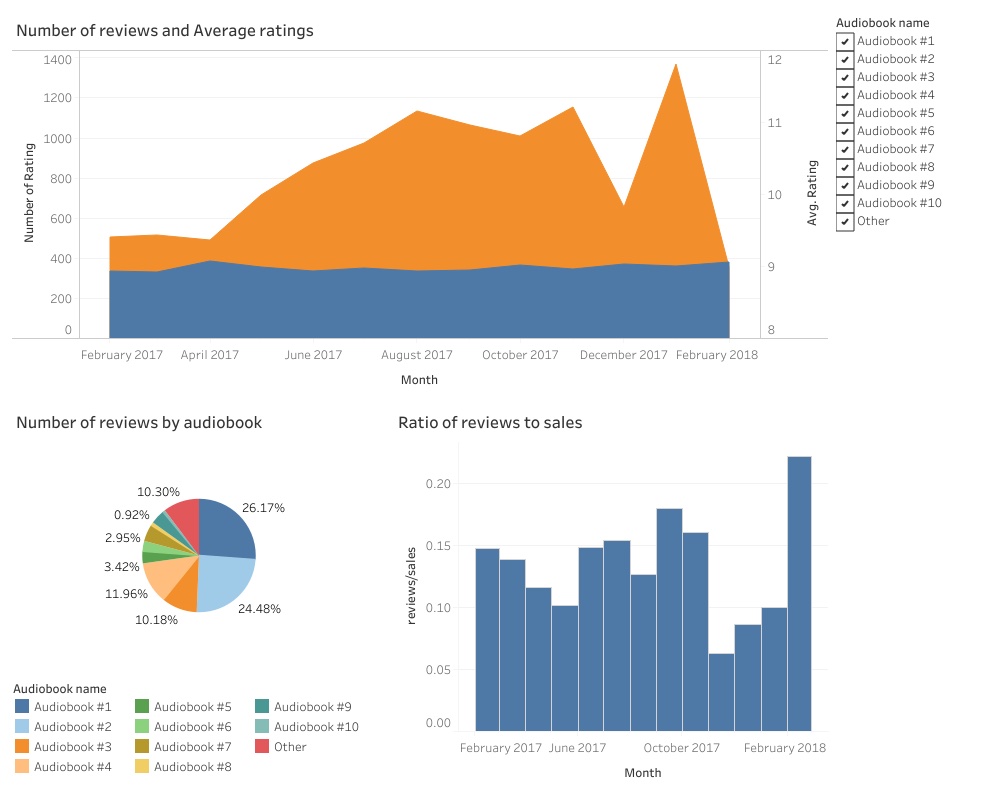 Number of reviews and Average ratings
Audiobook name
Audiobook #1
Audiobook #2
Audiobook #3
Audiobook #4
Audiobook #5
Audiobook #6
Audiobook #7
Audiobook #8
Audiobook #9
Audiobook #10
Other
Number of Rating
1400
1200
1000
800
600
400
200
0
12
11
10
9
8
Avg. Rating
February 2017 April 2017 June 2017 August 2017 October 2017 December 2017 February 2018
Month
Number of reviews by audiobook
10.30%
26.17%
0.92%
2.95%
3.42%
11.96%
24.48%
10.18%
Audiobook name
Audiobook #1
Audiobook #2
Audiobook #3
Audiobook #4
Audiobook #5
Audiobook #6
Audiobook #7
Audiobook #8
Audiobook #9
Audiobook #10
Other
Ratio of reviews to sales
reviews/sales
0.20
0.15
0.10
0.05
0.00
February 2017 June 2017 October 2017 February 2018
Month